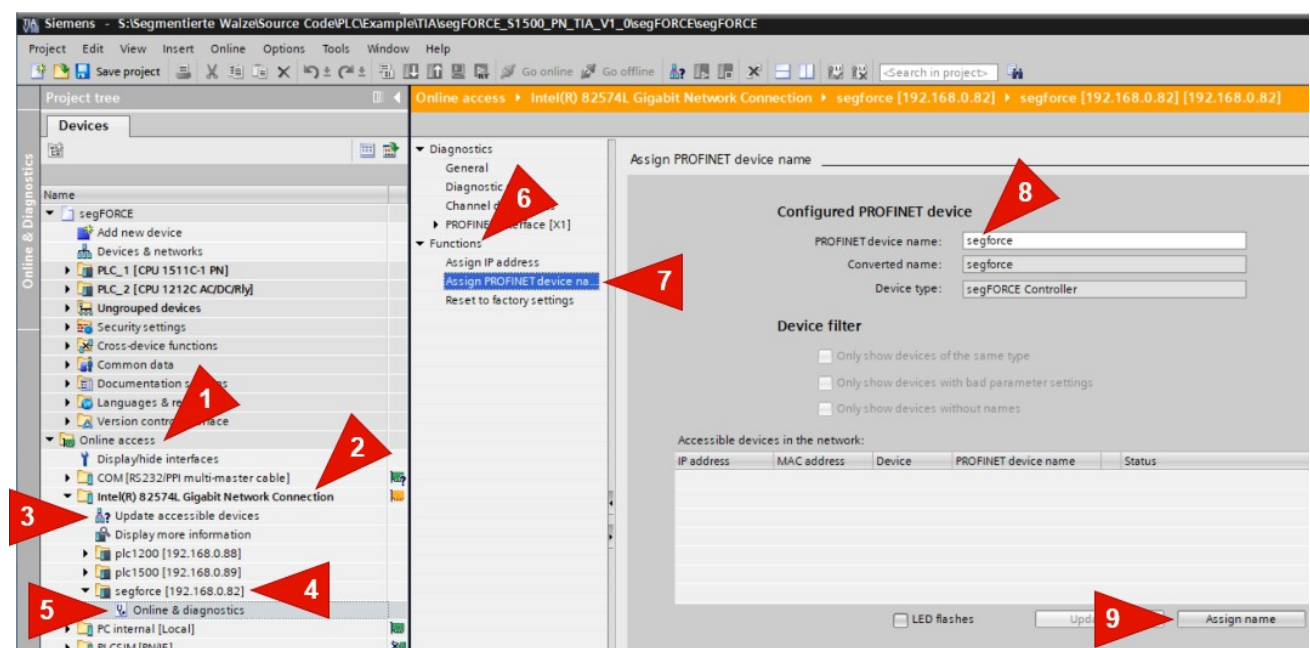 Siemens - S:\Segmentierte Walze\Source Code\PLC\Example\TIA\segFORCE_S1500_PN_TIA_V1_0\segFORCE\segFORCE
Project Edit View Insert Online Options Tools Window Help
Save project Go online Go offline <Search in project>
Project tree
Online access Intel(R) 82574L Gigabit Network Connection segforce [192.168.0.82] segforce [192.168.0.82] [192.168.0.82]
Devices
Online & Diagnostics
Name
segFORCE
Add new device
Devices & networks
PLC_1 [CPU 1511C-1 PN]
PLC_2 [CPU 1212C AC/DC/Rly]
Ungrouped devices
Security settings
Cross-device functions
Common data
Documentation
Languages &
Version
1
Online access
Display/hide interfaces
2
COM [RS232/PPI multi-master cable]
Intel(R) 82574L Gigabit Network Connection
3
Update accessible devices
Display more information
plc1200 [192.168.0.88]
plc1500 [192.168.0.89]
segforce [192.168.0.82]
4
5
Online & diagnostics
PC internal [Local]
PLCSIM [PN/IE]
Diagnostics
General
Diagnostic
Channel
6
[X1]
Functions
Assign IP address
Assign PROFINET device na...
7
Reset to factory settings
Assign PROFINET device name
Configured PROFINET device
8
PROFINET device name: segforce
Converted name: segforce
Device type: segFORCE Controller
Device filter
Only show devices of the same type
Only show devices with bad parameter settings
Only show devices without names
Accessible devices in the network:
IP address MAC address Device PROFINET device name Status
LED flashes
9
Assign name